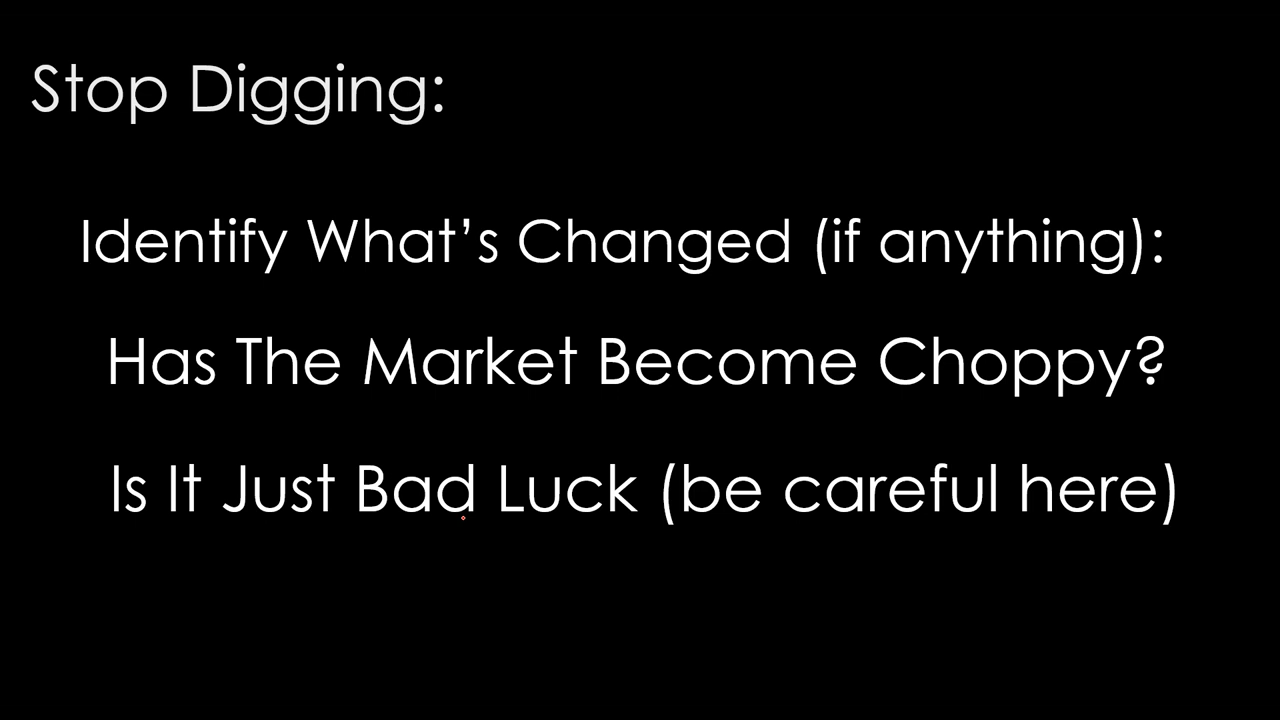 Stop Digging:
Identify What’s Changed (if anything):
Has The Market Become Choppy?
Is It Just Bad Luck (be careful here)